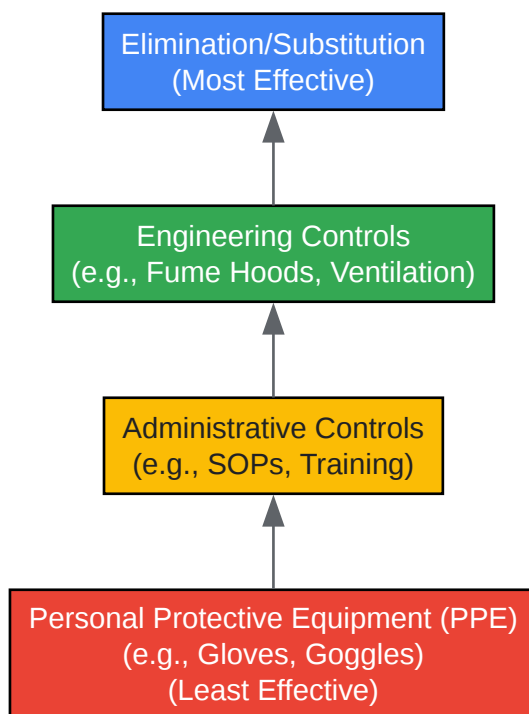 Elimination/Substitution
(Most Effective)
Engineering Controls
(e.g., Fume Hoods, Ventilation)
Administrative Controls
(e.g., SOPs, Training)
Personal Protective Equipment (PPE)
(e.g., Gloves, Goggles)
(Least Effective)